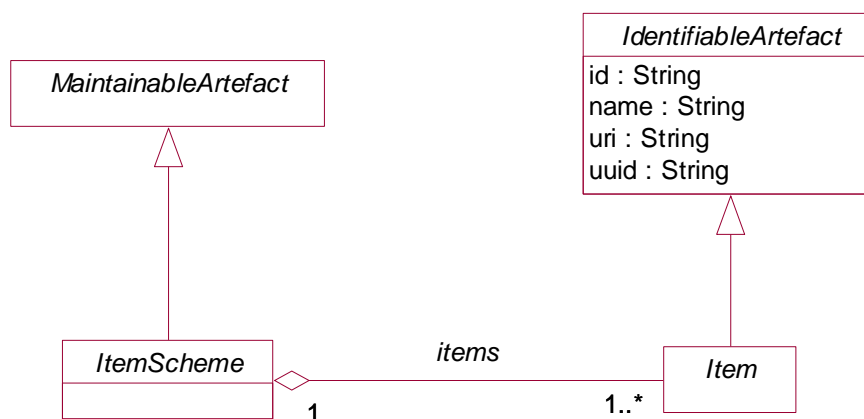 IdentifiableArtefact
id : String
name : String
uri : String
uuid : String
MaintainableArtefact
ItemScheme
items
Item
1
1..*